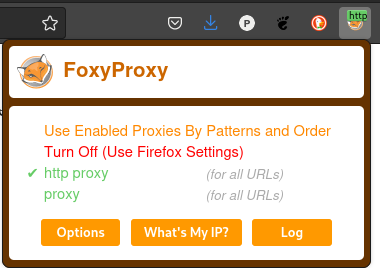 P
http
FoxyProxy
Use Enabled Proxies By Patterns and Order
Turn Off (Use Firefox Settings)
✔ http proxy (for all URLs)
proxy (for all URLs)
Options What's My IP? Log